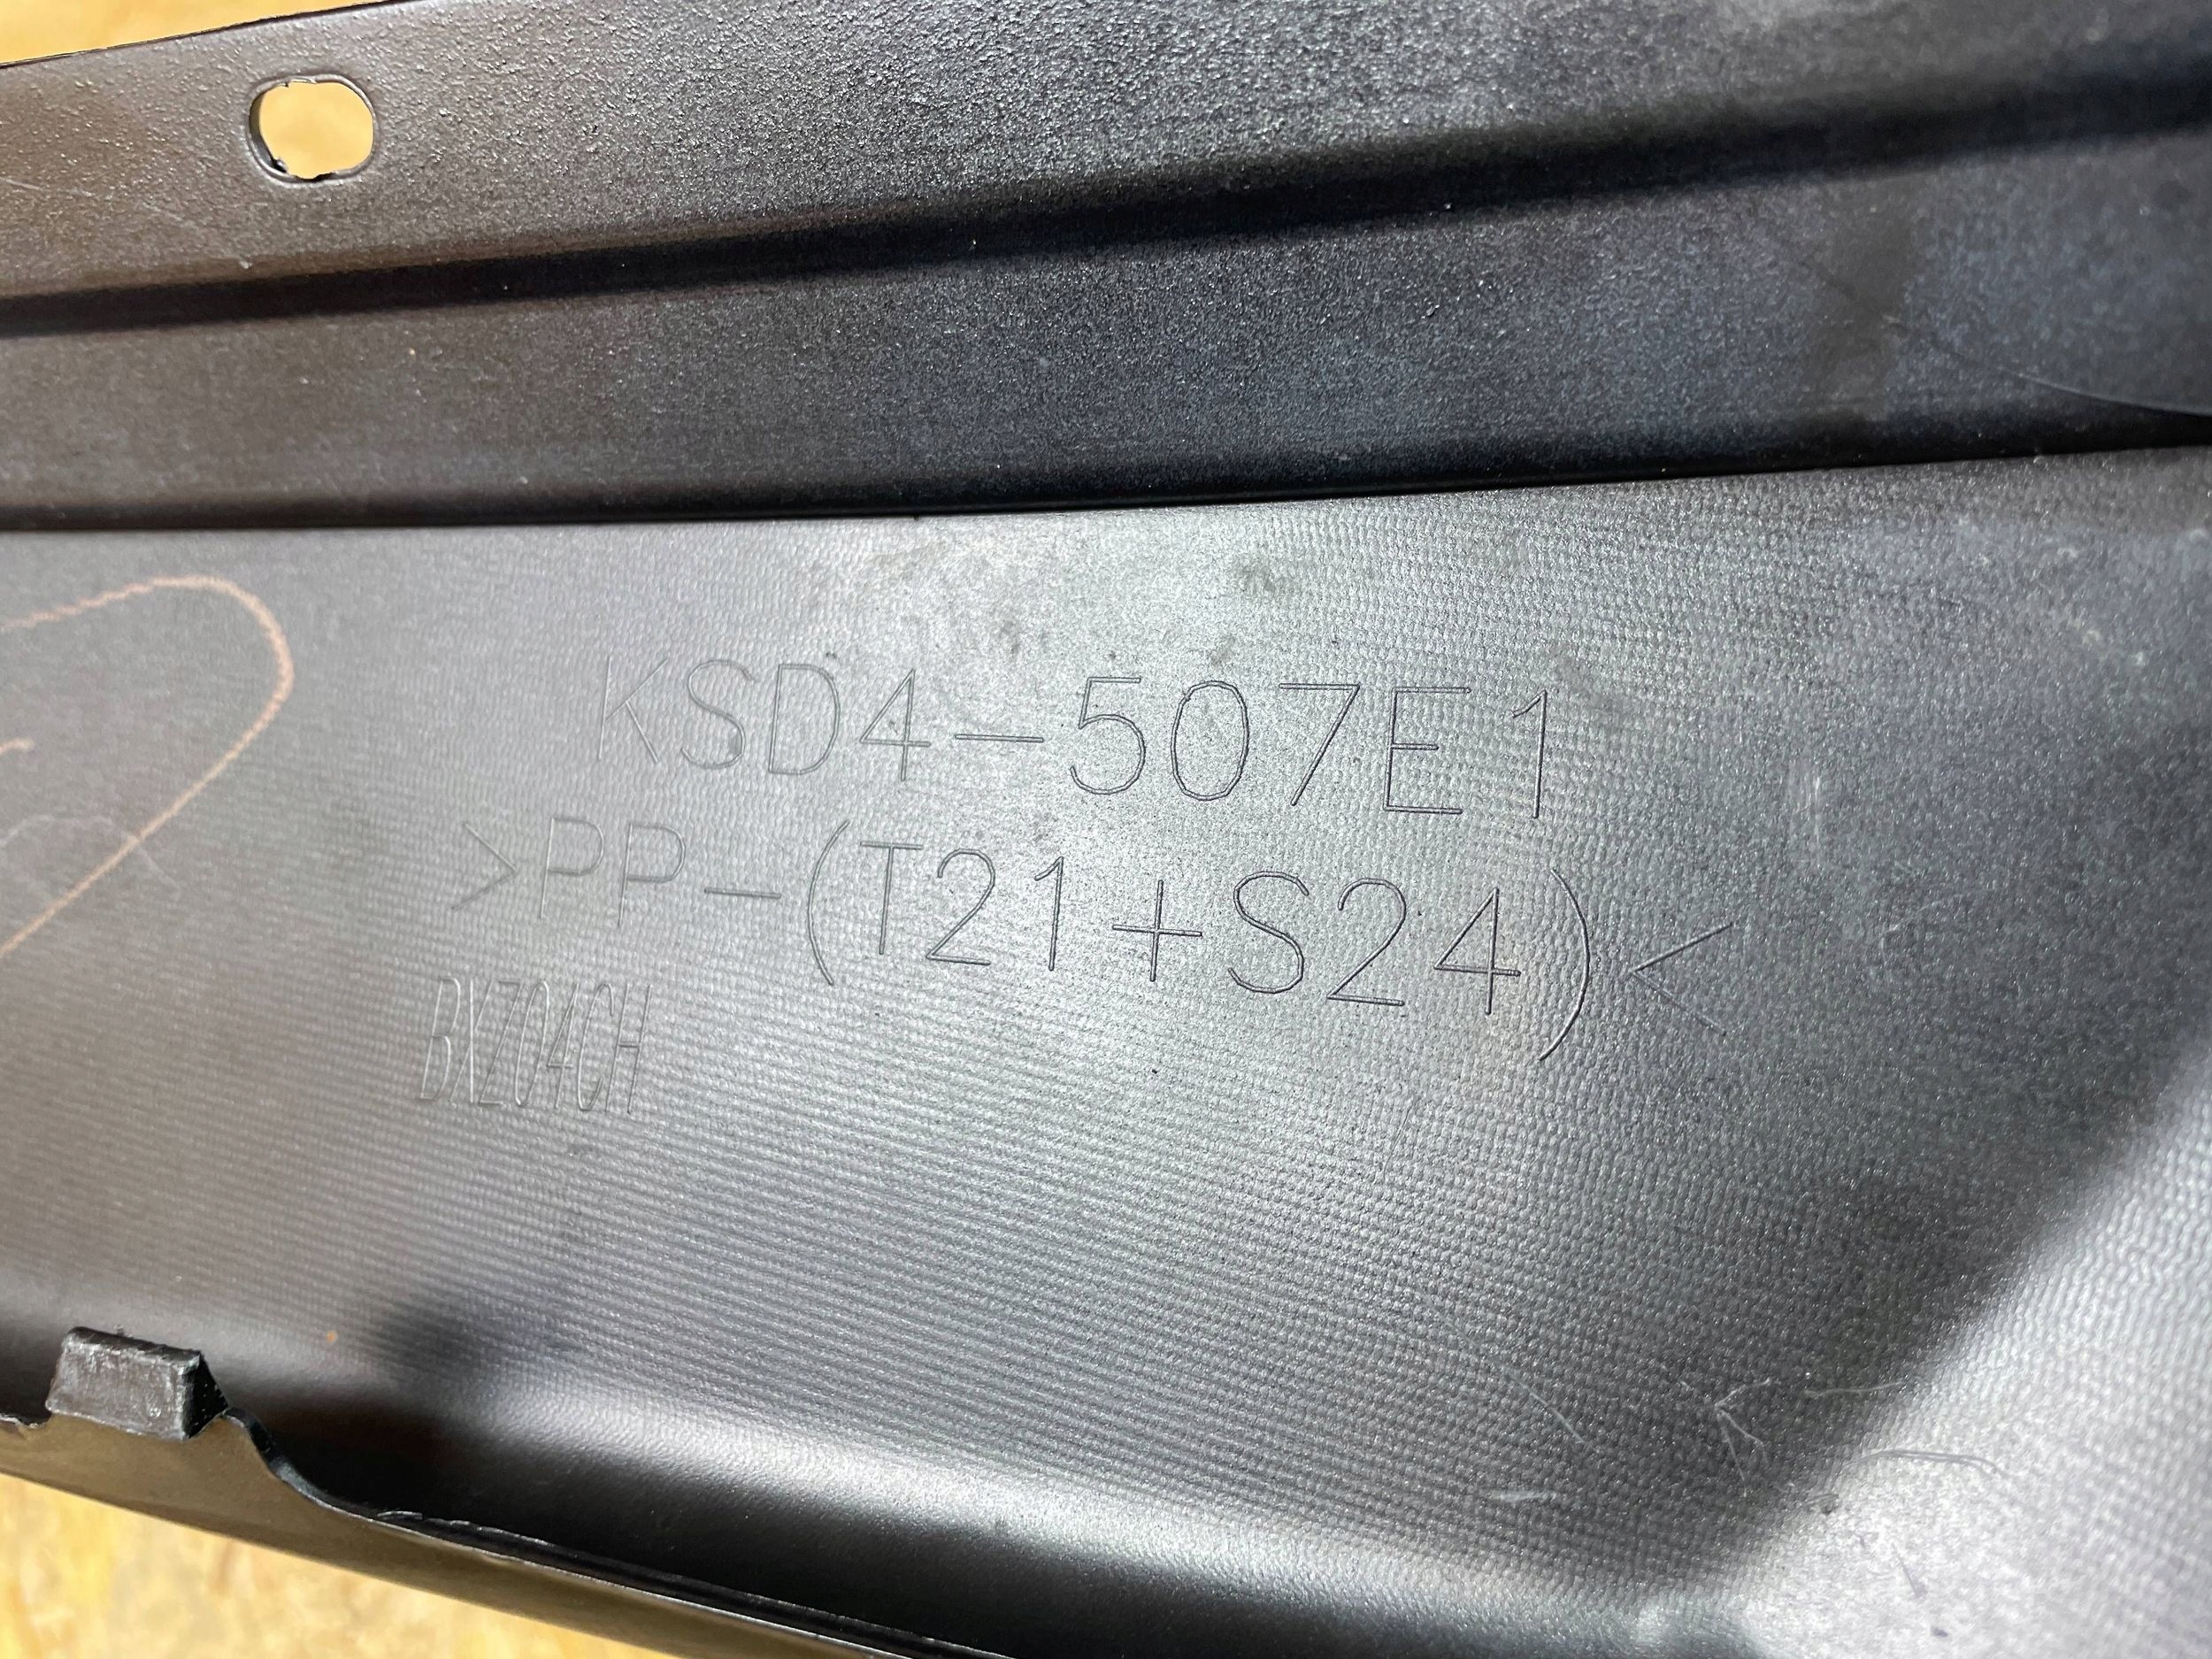 KSD4-507E1
>PP-(T21+S24)<
BXZ04CH